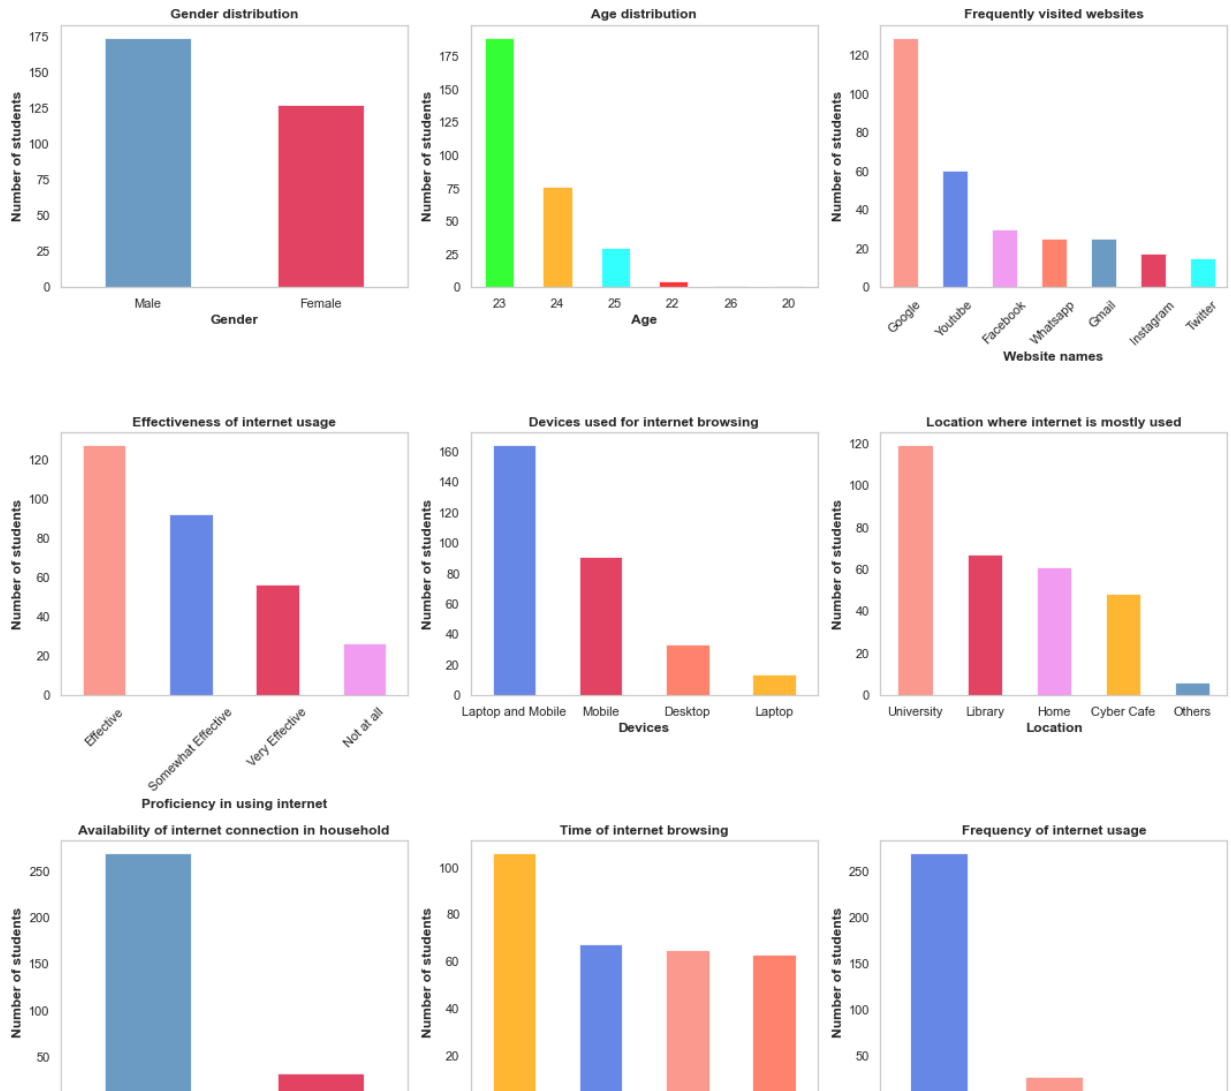 Gender distribution
Number of students
175
150
125
100
75
50
25
0
Male Female
Gender
Age distribution
Number of students
175
150
125
100
75
50
25
0
23 24 25 22 26 20
Age
Frequently visited websites
Number of students
120
100
80
60
40
20
0
Google Youtube Facebook Whatsapp Gmail Instagram Twitter
Website names
Effectiveness of internet usage
Number of students
120
100
80
60
40
20
0
Effective Somewhat Effective Very Effective Not at all
Proficiency in using internet
Devices used for internet browsing
Number of students
160
140
120
100
80
60
40
20
0
Laptop and Mobile Mobile Desktop Laptop
Devices
Location where internet is mostly used
Number of students
120
100
80
60
40
20
0
University Library Home Cyber Cafe Others
Location
Availability of internet connection in household
Number of students
250
200
150
100
50
Time of internet browsing
Number of students
100
80
60
40
20
Frequency of internet usage
Number of students
250
200
150
100
50